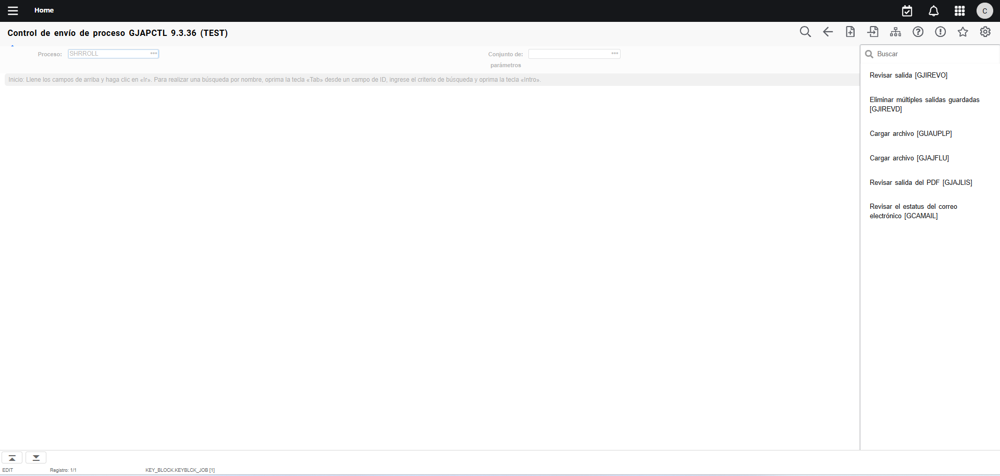 Home
C
Control de envío de proceso GJAPCTL 9.3.36 (TEST)
Proceso: SHRROLL
Conjunto de:
parámetros
Inicio: Llene los campos de arriba y haga clic en «Ir». Para realizar una búsqueda por nombre, oprima la tecla «Tab» desde un campo de ID, ingrese el criterio de búsqueda y oprima la tecla «Intro».
Buscar
Revisar salida [GJIREVO]
Eliminar múltiples salidas guardadas
[GJIREVD]
Cargar archivo [GUAUPLP]
Cargar archivo [GJAJFLU]
Revisar salida del PDF [GJAJLIS]
Revisar el estatus del correo
electrónico [GCAMAIL]
EDIT
Registro: 1/1
KEY_BLOCK.KEYBLCK_JOB [1]